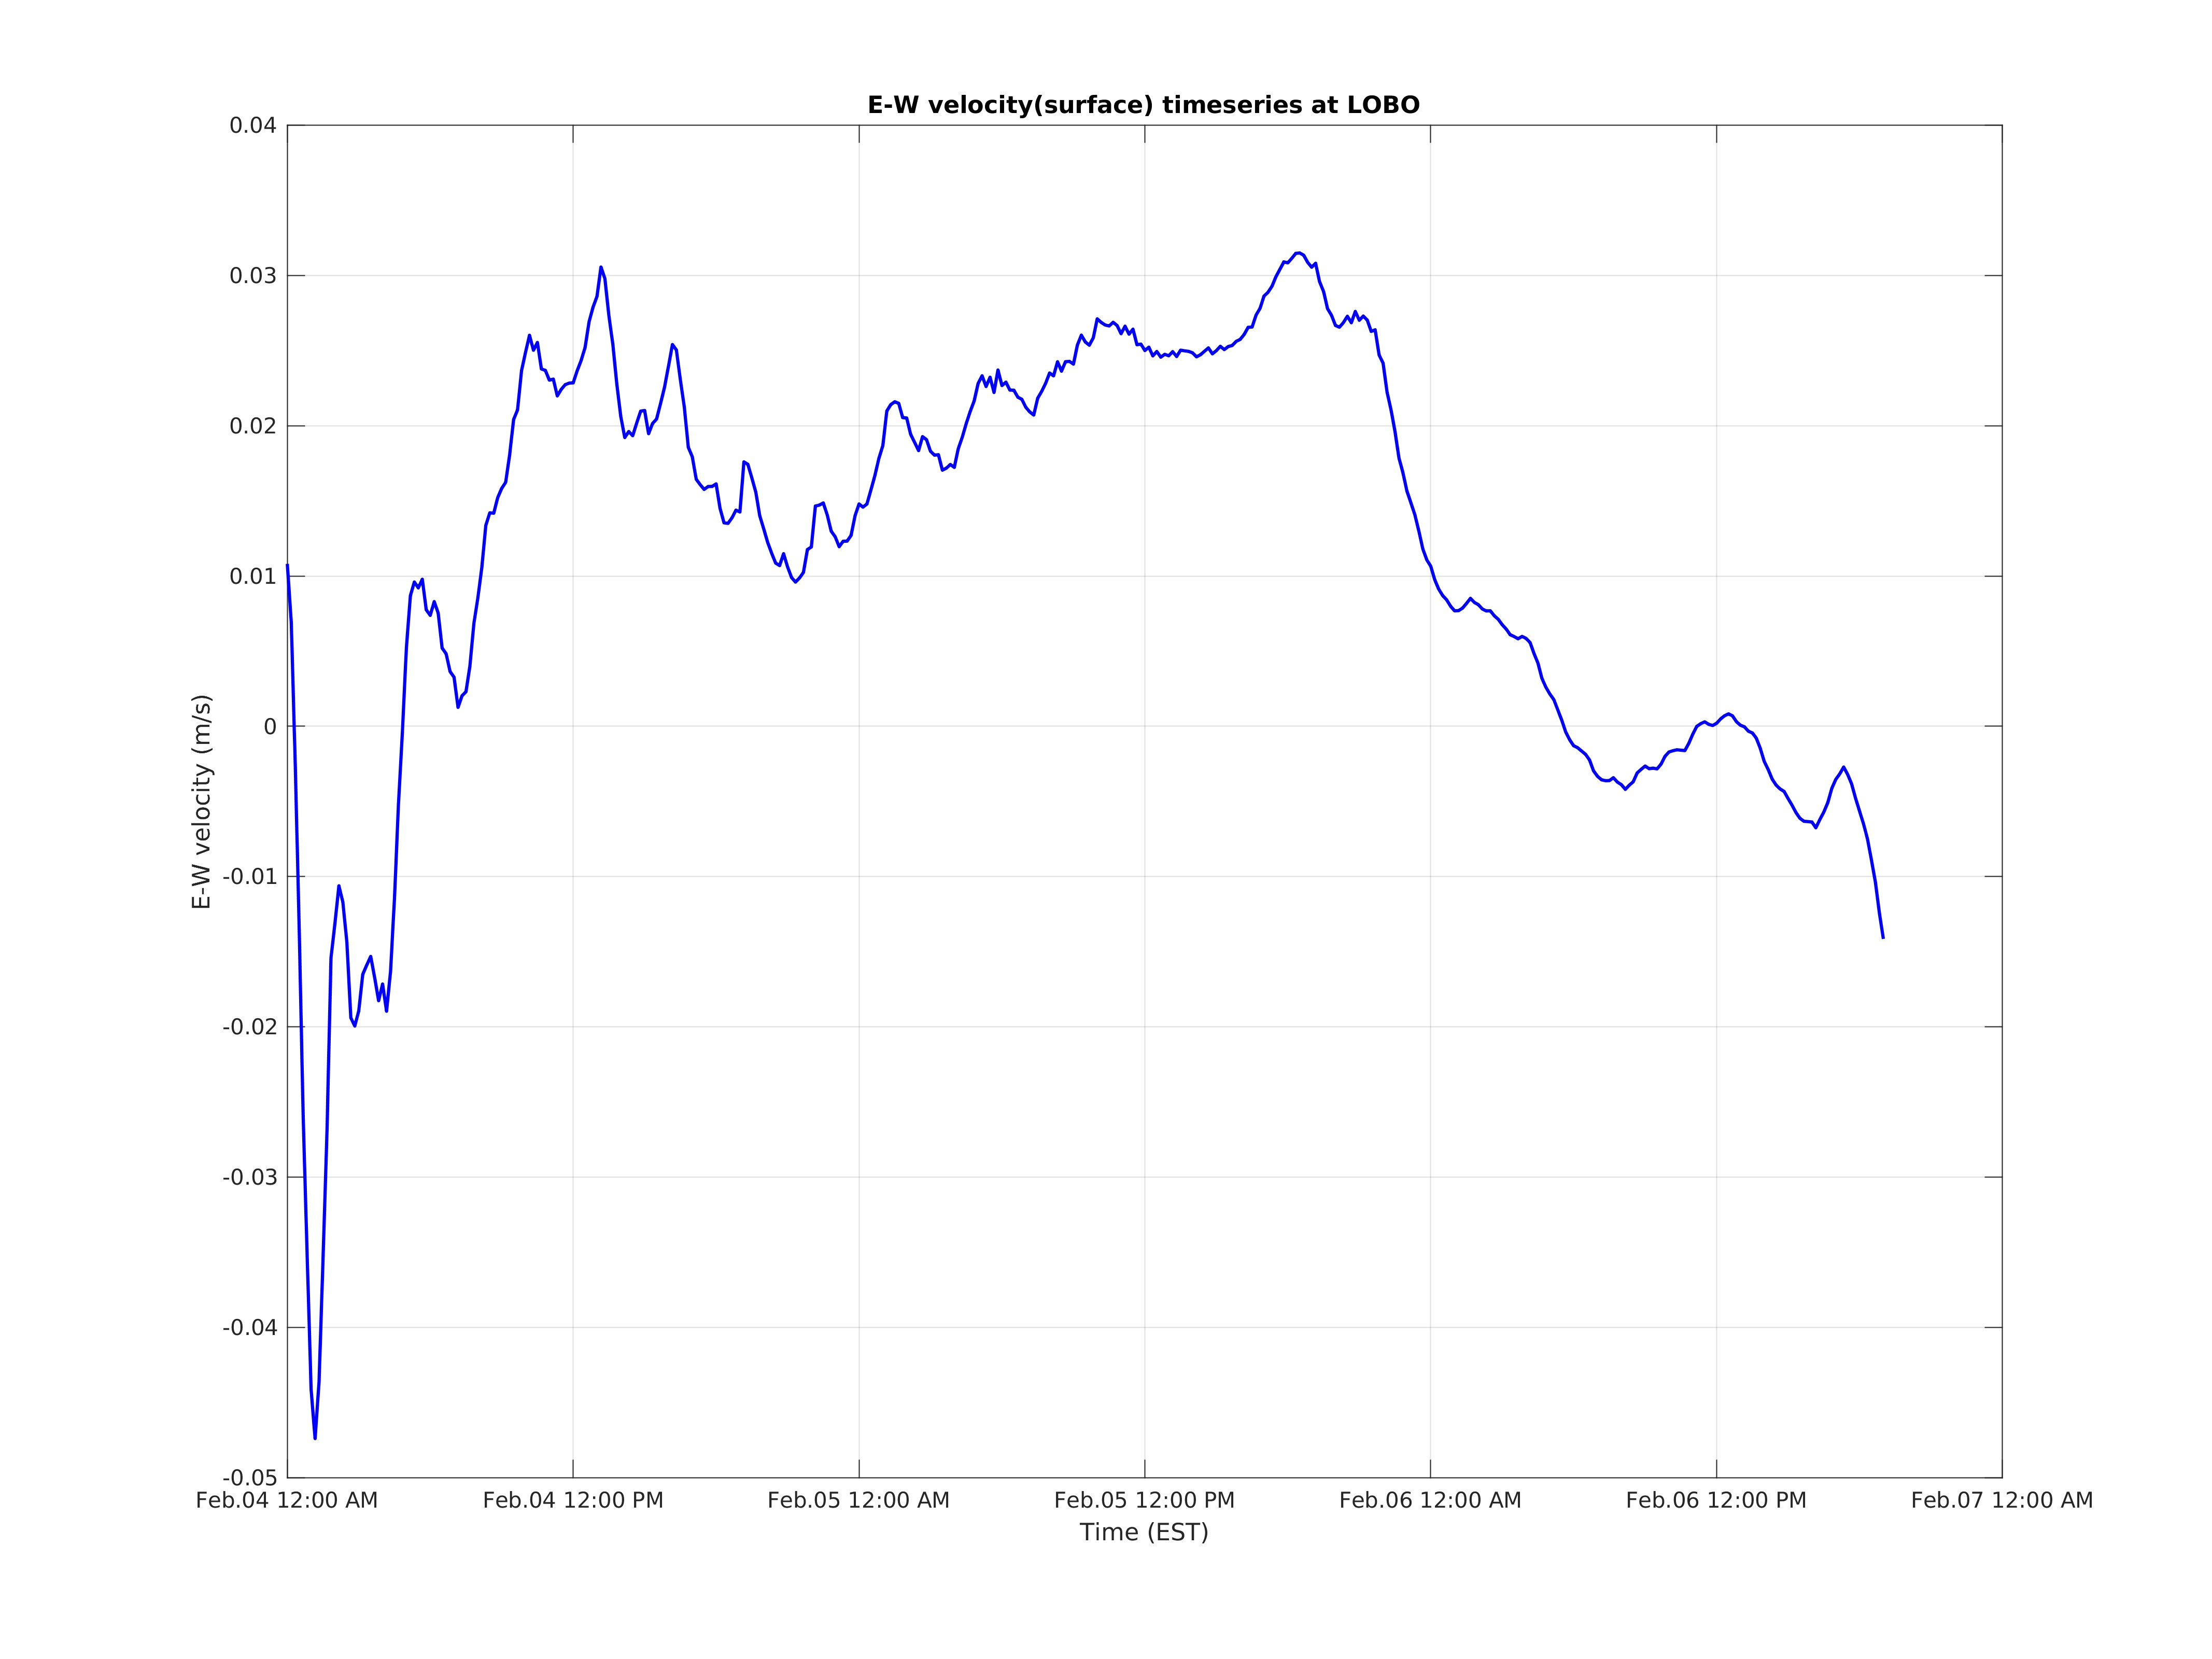 E-W velocity(surface) timeseries at LOBO
0.04
0.03
0.02
0.01
0
-0.01
-0.02
-0.03
-0.04
-0.05
E-W velocity (m/s)
Feb.04 12:00 AM Feb.04 12:00 PM Feb.05 12:00 AM Feb.05 12:00 PM Feb.06 12:00 AM Feb.06 12:00 PM Feb.07 12:00 AM
Time (EST)